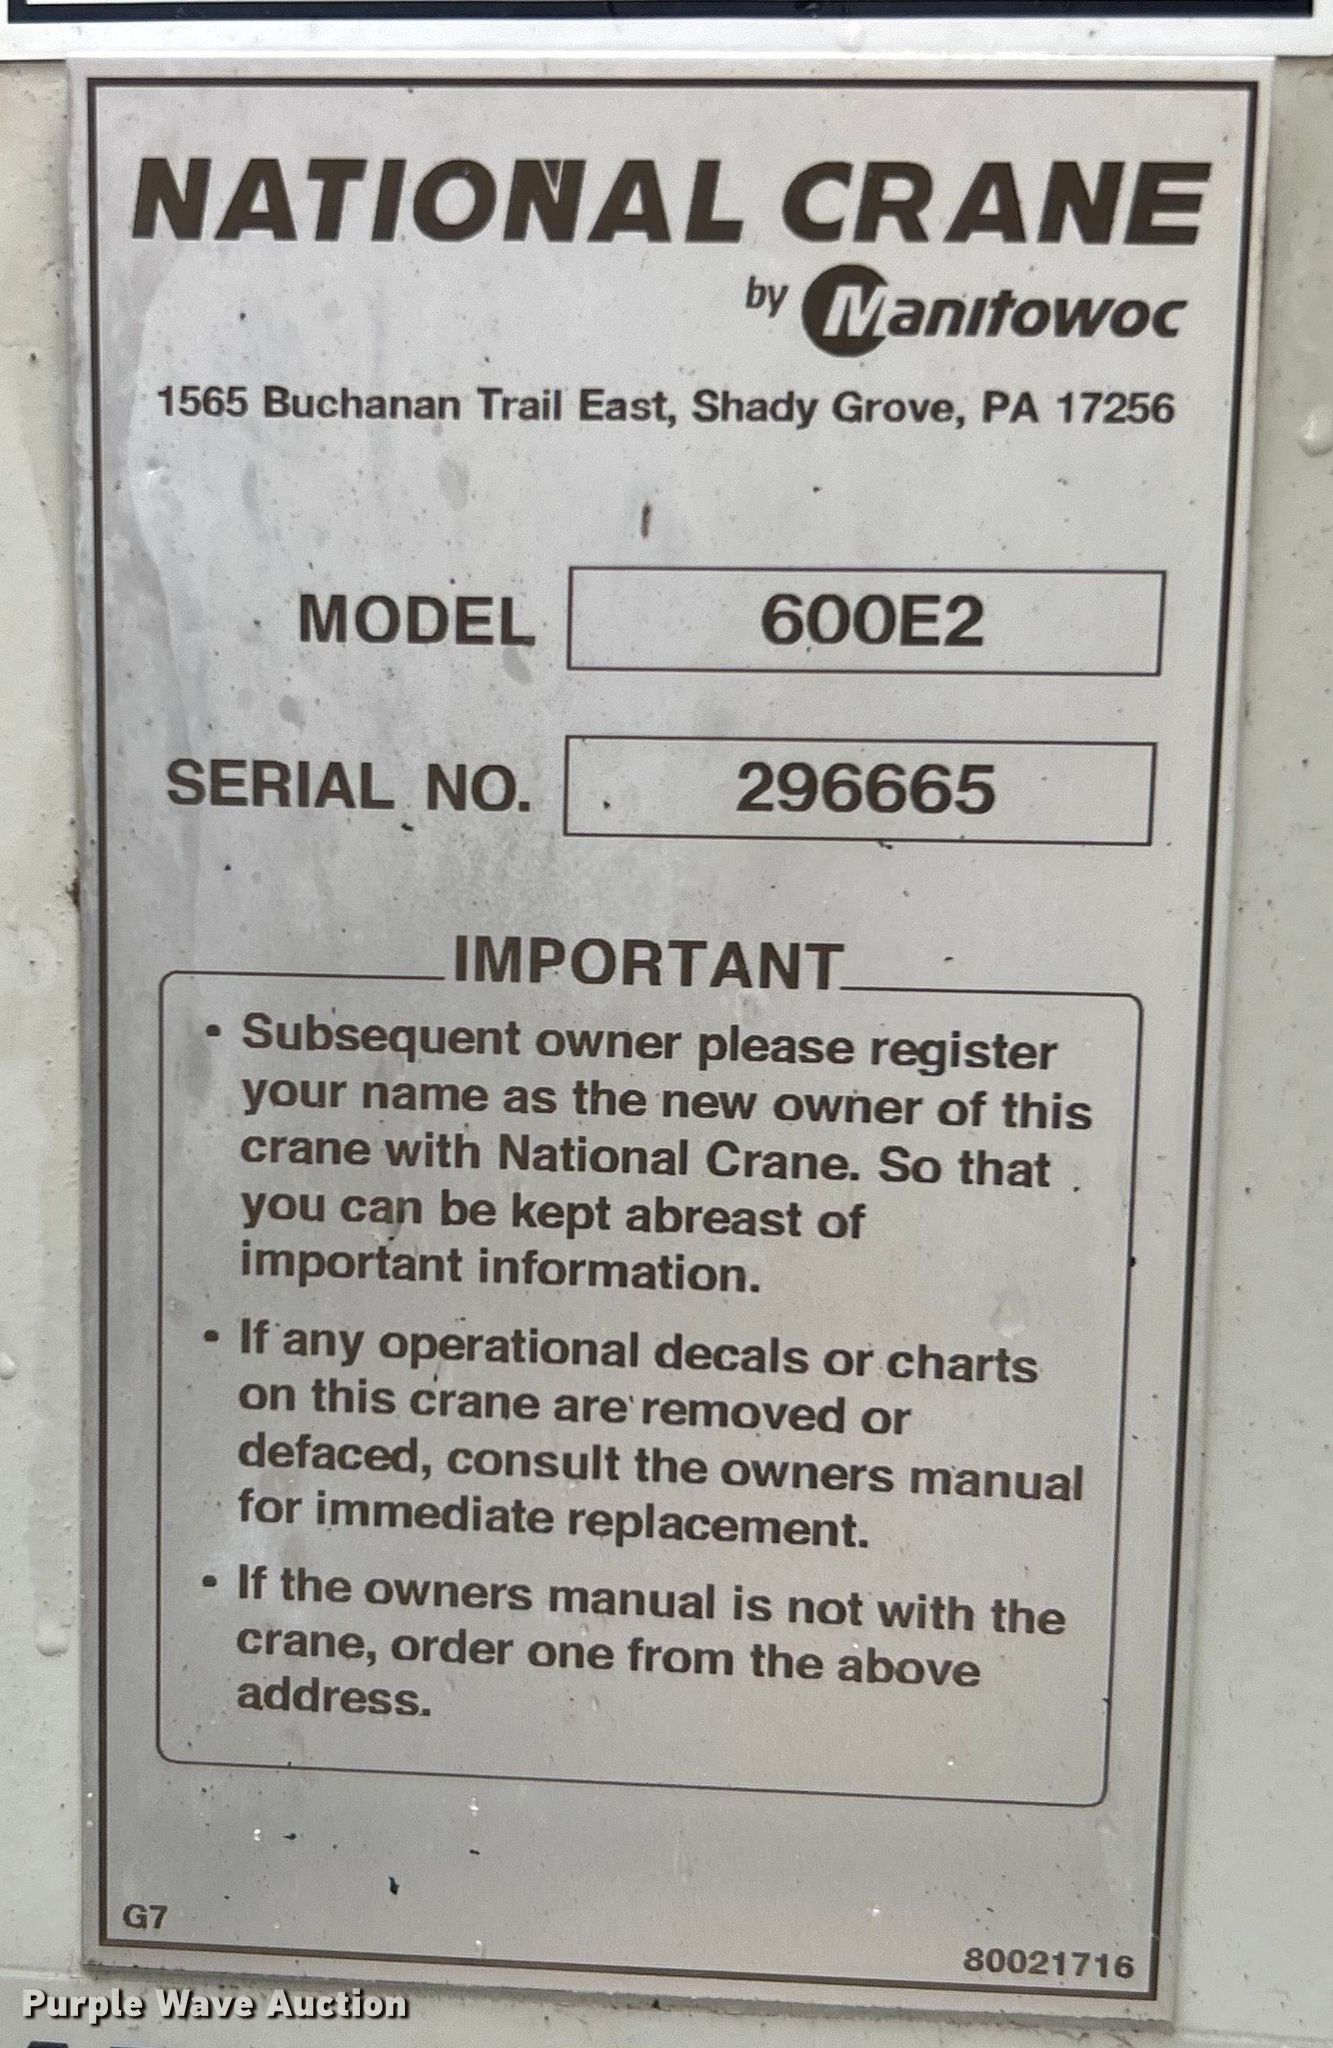 NATIONAL CRANE
by Manitowoc
1565 Buchanan Trail East, Shady Grove, PA 17256
MODEL 600E2
SERIAL NO. 296665
IMPORTANT
• Subsequent owner please register
your name as the new owner of this
crane with National Crane. So that
you can be kept abreast of
important information.
• If any operational decals or charts
on this crane are removed or
defaced, consult the owners manual
for immediate replacement.
• If the owners manual is not with the
crane, order one from the above
address.
G7
80021716
Purple Wave Auction